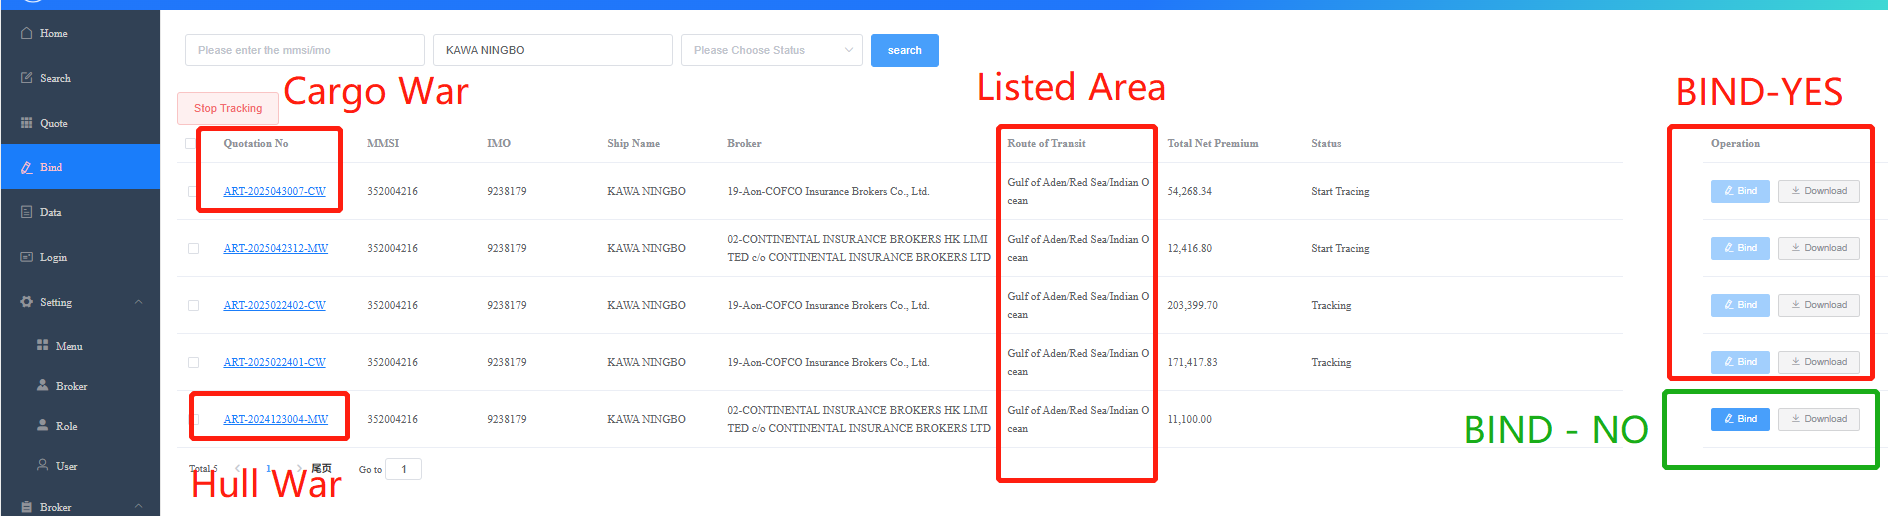 Home
Search
Quote
Bind
Data
Login
Setting
Menu
Broker
Role
User
Broker
Please enter the mmsi/imo
KAWA NINGBO
Please Choose Status
search
Stop Tracking
Cargo War
Listed Area
BIND-YES
Quotation No MMSI IMO Ship Name Broker Route of Transit Total Net Premium Status Operation
ART-2025043007-CW 352004216 9238179 KAWA NINGBO 19-Aon-COFCO Insurance Brokers Co., Ltd. Gulf of Aden/Red Sea/Indian O
cean 54,268.34 Start Tracing Bind Download
ART-2025042312-MW 352004216 9238179 KAWA NINGBO 02-CONTINENTAL INSURANCE BROKERS HK LIMI
TED c/o CONTINENTAL INSURANCE BROKERS LTD Gulf of Aden/Red Sea/Indian O
cean 12,416.80 Start Tracing Bind Download
ART-2025022402-CW 352004216 9238179 KAWA NINGBO 19-Aon-COFCO Insurance Brokers Co., Ltd. Gulf of Aden/Red Sea/Indian O
cean 203,399.70 Tracking Bind Download
ART-2025022401-CW 352004216 9238179 KAWA NINGBO 19-Aon-COFCO Insurance Brokers Co., Ltd. Gulf of Aden/Red Sea/Indian O
cean 171,417.83 Tracking Bind Download
ART-2024123004-MW 352004216 9238179 KAWA NINGBO 02-CONTINENTAL INSURANCE BROKERS HK LIMI
TED c/o CONTINENTAL INSURANCE BROKERS LTD Gulf of Aden/Red Sea/Indian O
cean 11,100.00 Bind Download
BIND - NO
Total 5 1 尾页 Go to 1
Hull War